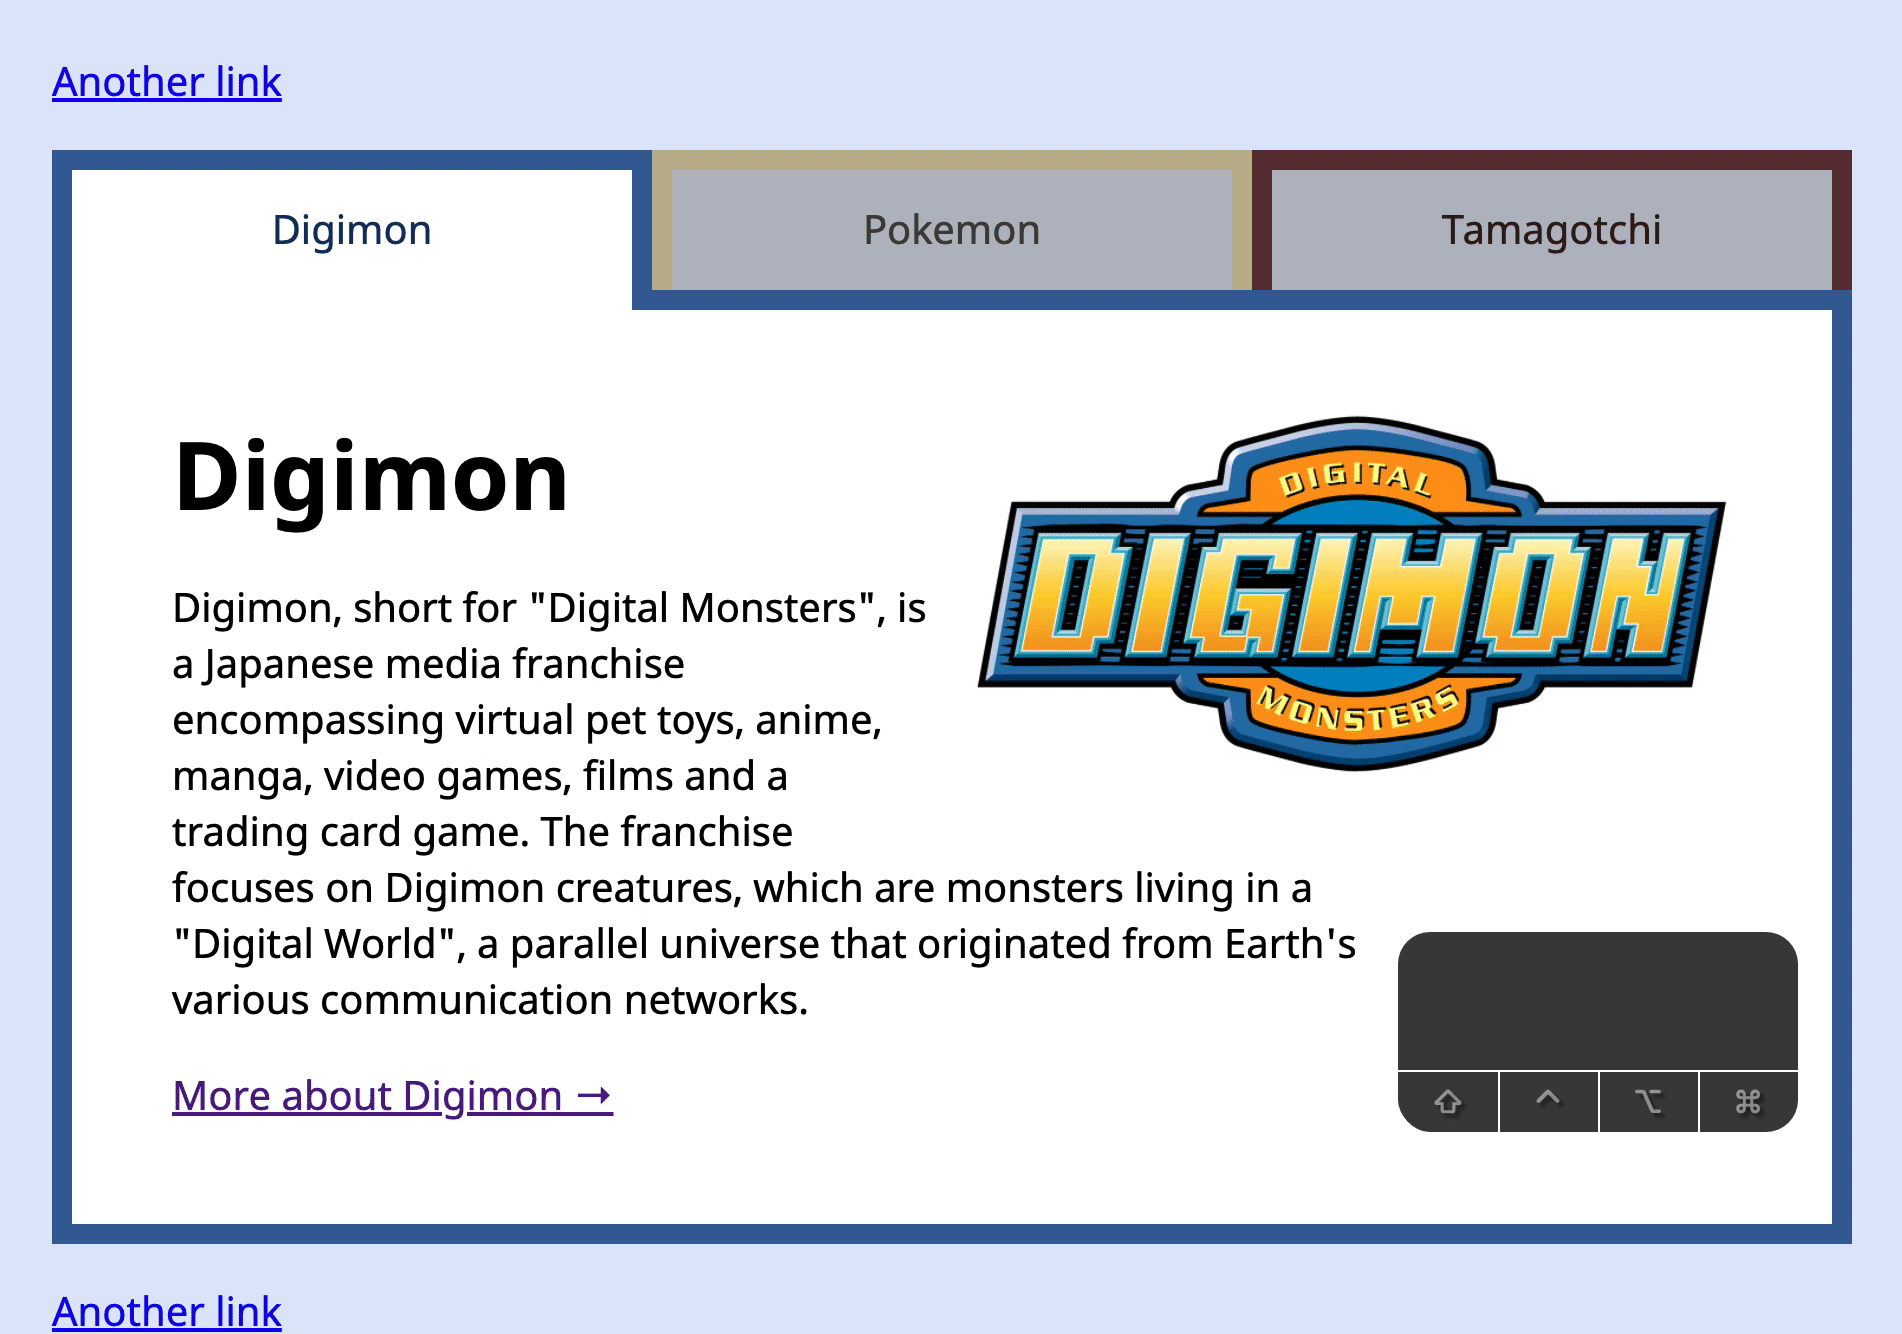 Another link
Digimon
Pokemon
Tamagotchi
Digimon
DIGITAL
DIGIMON
MONSTERS
Digimon, short for "Digital Monsters", is
a Japanese media franchise
encompassing virtual pet toys, anime,
manga, video games, films and a
trading card game. The franchise
focuses on Digimon creatures, which are monsters living in a
"Digital World", a parallel universe that originated from Earth's
various communication networks.
More about Digimon →
⇧ ⌃ ⌥ ⌘
Another link